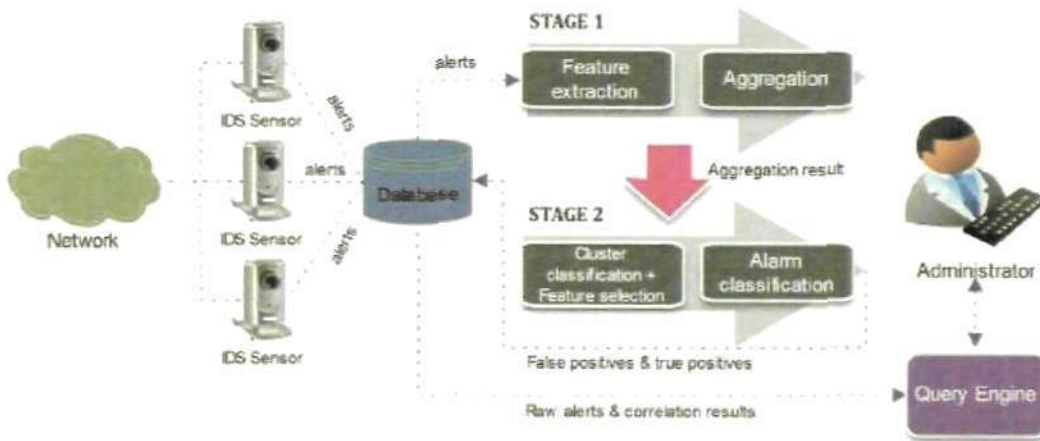 STAGE 1
alerts
Feature
extraction
Aggregation
IDS Sensor
alerts
alerts
Database
Aggregation result
Network
IDS Sensor
alerts
STAGE 2
Cluster
classification +
Feature selection
Alarm
classification
Administrator
IDS Sensor
False positives & true positives
Query Engine
Raw alerts & correlation results